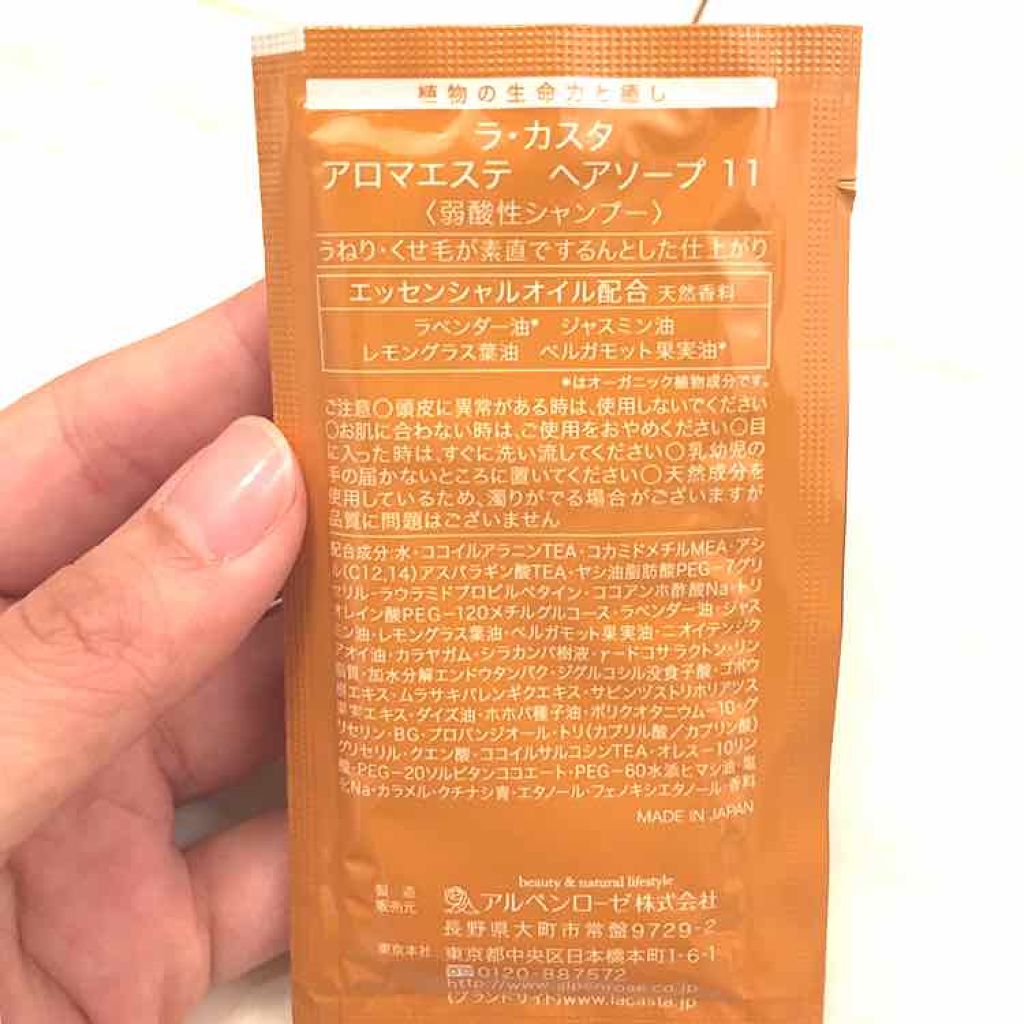 植物の生命力と癒し
ラ・カスタ
アロマエステ ヘアソープ 11
〈弱酸性シャンプー〉
うねり・くせ毛が素直でするんとした仕上がり
エッセンシャルオイル配合 天然香料
ラベンダー油* ジャスミン油
レモングラス葉油 ベルガモット果実油*
*はオーガニック植物成分です。
ご注意〇頭皮に異常がある時は、使用しないでください
〇お肌に合わない時は、ご使用をおやめください〇目
に入った時は、すぐに洗い流してください〇乳幼児の
手の届かないところに置いてください〇天然成分を
使用しているため、濁りがでる場合がございますが
品質に問題はございません
配合成分:水・ココイルアラニンTEA・コカミドメチルMEA・アシ
ル(C12,14)アスパラギン酸TEA・ヤシ油脂肪酸PEG-7グリ
セリル・ラウラミドプロピルベタイン・ココアンホ酢酸Na・トリ
オレイン酸PEG-120メチルグルコース・ラベンダー油・ジャス
ミン油・レモングラス葉油・ベルガモット果実油・ニオイテンジク
アオイ油・カラヤガム・シラカンバ樹液・γ-ドコサラクトン・リン
脂質・加水分解エンドウタンパク・ジグルコシル没食子酸・ゴボウ
根エキス・ムラサキバレンギクエキス・サピンヅストリホリアツス
果実エキス・ダイズ油・ホホバ種子油・ポリクオタニウム-10・グ
リセリン・BG・プロパンジオール・トリ(カプリル酸/カプリン酸)
グリセリル・クエン酸・ココイルサルコシンTEA・オレス-10リン
酸・PEG-20ソルビタンココエート・PEG-60水添ヒマシ油・塩
化Na・カラメル・クチナシ青・エタノール・フェノキシエタノール・香料
MADE IN JAPAN
beauty & natural lifestyle
製造
販売元 アルペンローゼ株式会社
長野県大町市常盤9729-2
東京本社 東京都中央区日本橋本町1-6-1
0120-887572
http://www.alpenrose.co.jp
(ブランドサイト)www.lacasta.jp